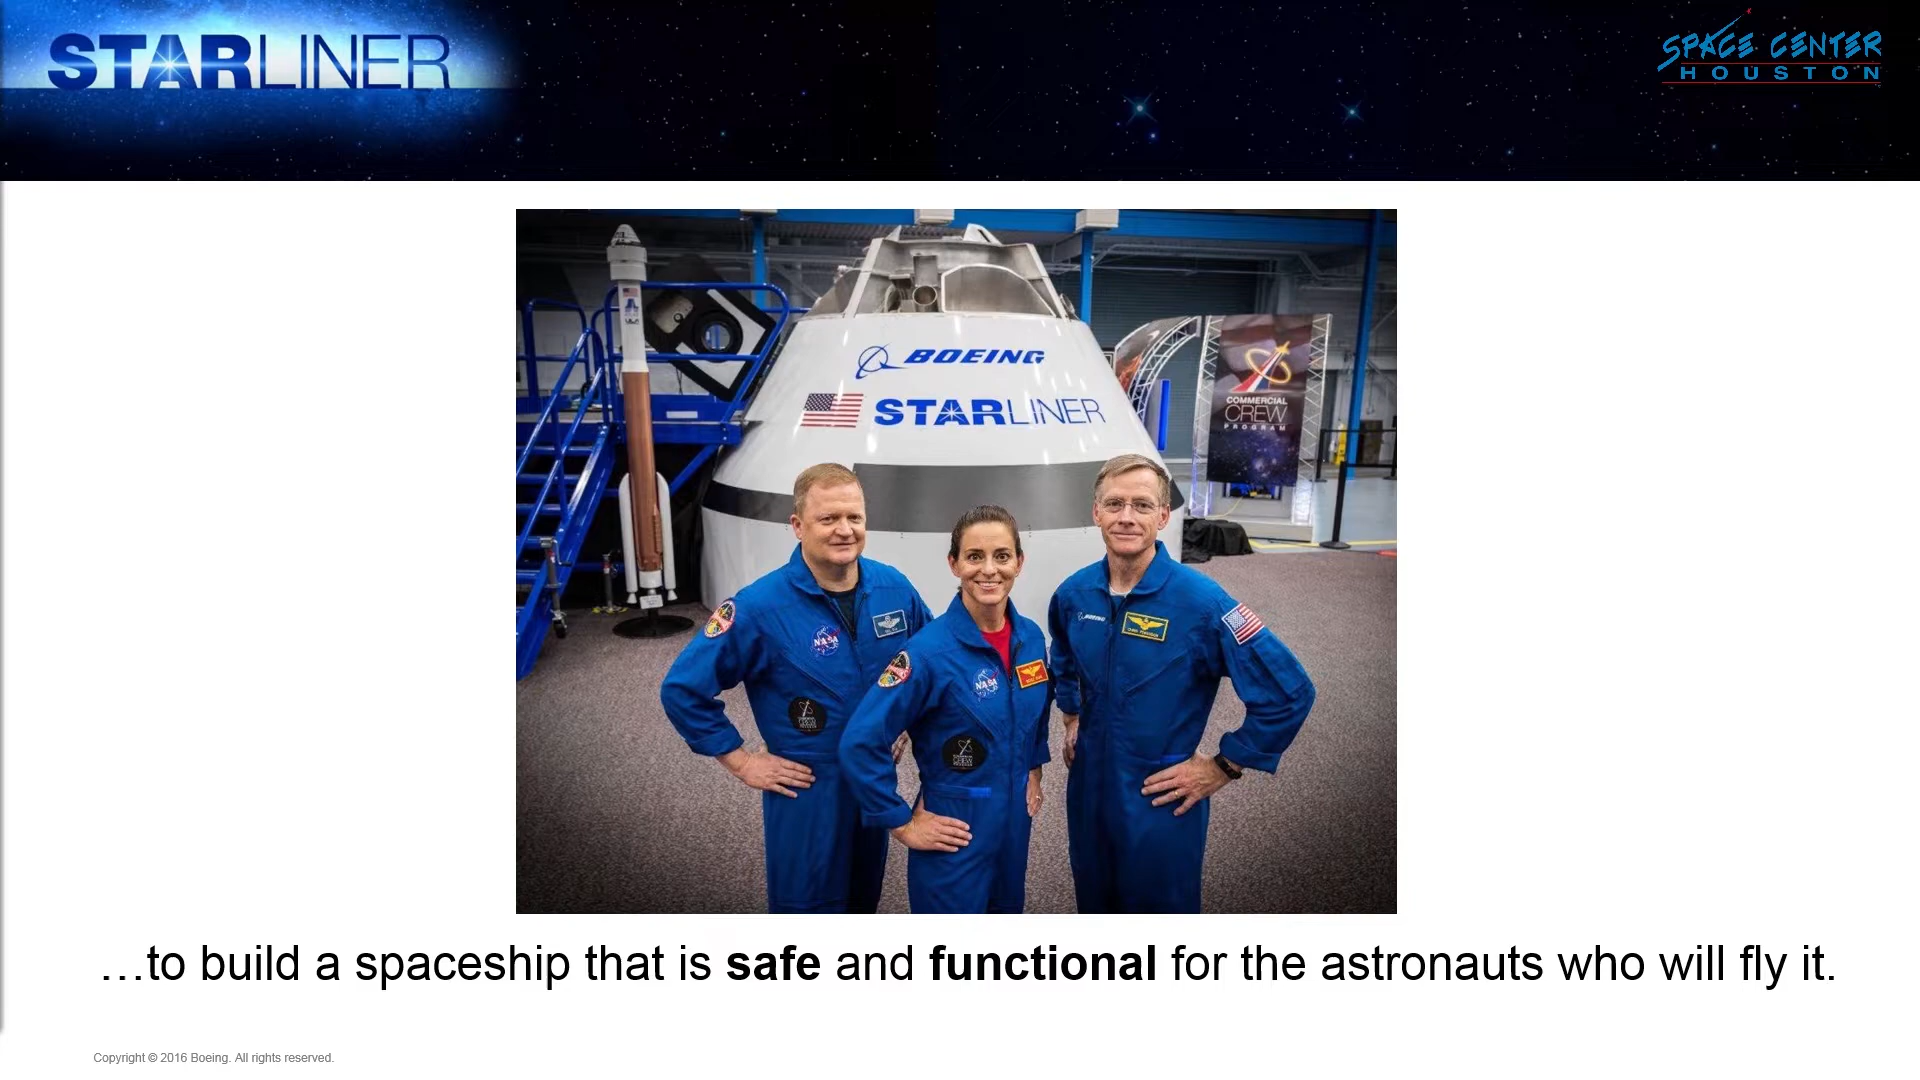 STARLINER
SPACE CENTER
HOUSTON
BOEING
STARLINER
COMMERCIAL
CREW
PROGRAM
NASA
BOEING
NASA
…to build a spaceship that is safe and functional for the astronauts who will fly it.
Copyright © 2016 Boeing. All rights reserved.